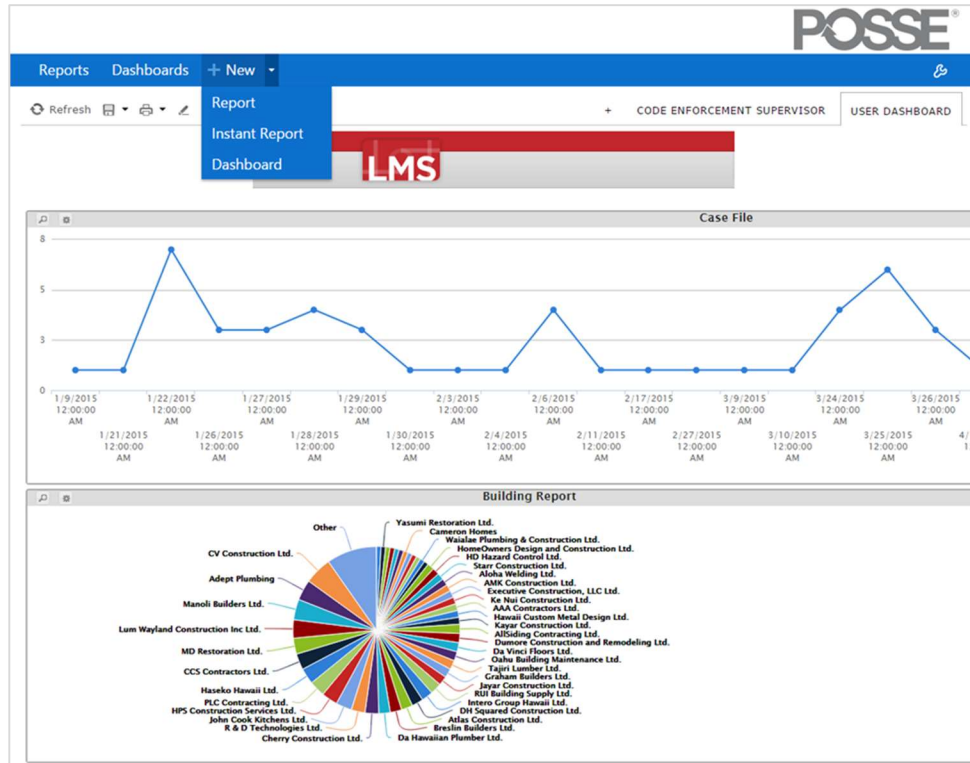 POSSE®
Reports Dashboards + New
Refresh
Report
Instant Report
Dashboard
+ CODE ENFORCEMENT SUPERVISOR USER DASHBOARD
LMS
Case File
8
5
3
0
1/9/2015 12:00:00 AM
1/21/2015 12:00:00 AM
1/22/2015 12:00:00 AM
1/26/2015 12:00:00 AM
1/27/2015 12:00:00 AM
1/28/2015 12:00:00 AM
1/29/2015 12:00:00 AM
1/30/2015 12:00:00 AM
2/3/2015 12:00:00 AM
2/4/2015 12:00:00 AM
2/6/2015 12:00:00 AM
2/11/2015 12:00:00 AM
2/17/2015 12:00:00 AM
2/27/2015 12:00:00 AM
3/9/2015 12:00:00 AM
3/10/2015 12:00:00 AM
3/24/2015 12:00:00 AM
3/25/2015 12:00:00 AM
3/26/2015 12:00:00 AM
Building Report
Other
CV Construction Ltd.
Adept Plumbing
Manoli Builders Ltd.
Lum Wayland Construction Inc Ltd.
MD Restoration Ltd.
CCS Contractors Ltd.
Haseko Hawaii Ltd.
PLC Contracting Ltd.
HPS Construction Services Ltd.
John Cook Kitchens Ltd.
R & D Technologies Ltd.
Cherry Construction Ltd.
Yasumi Restoration Ltd.
Cameron Homes
Waialae Plumbing & Construction Ltd.
HomeOwners Design and Construction Ltd.
HD Hazard Control Ltd.
Starr Construction Ltd.
Aloha Welding Ltd.
AMK Construction Ltd.
Executive Construction, LLC Ltd.
Ke Nui Construction Ltd.
AAA Contractors Ltd.
Hawaii Custom Metal Design Ltd.
Kayar Construction Ltd.
AllSiding Contracting Ltd.
Dumore Construction and Remodeling Ltd.
Da Vinci Floors Ltd.
Oahu Building Maintenance Ltd.
Tajiri Lumber Ltd.
Graham Builders Ltd.
Jayar Construction Ltd.
RUI Building Supply Ltd.
Intero Group Hawaii Ltd.
DH Squared Construction Ltd.
Atlas Construction Ltd.
Breslin Builders Ltd.
Da Hawaiian Plumber Ltd.